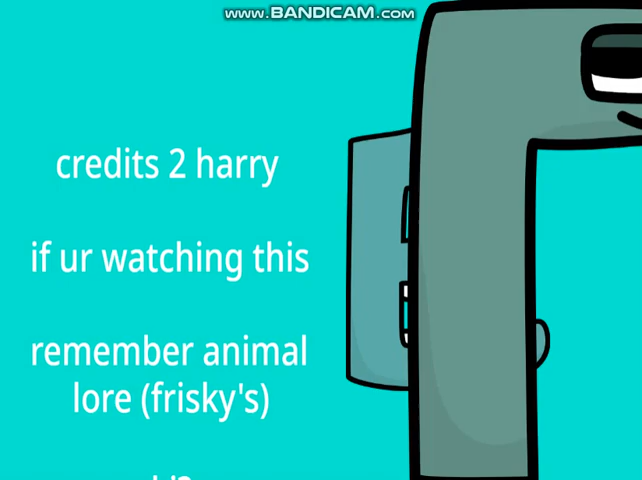 www.BANDICAM.com
credits 2 harry
if ur watching this
remember animal
lore (frisky's)